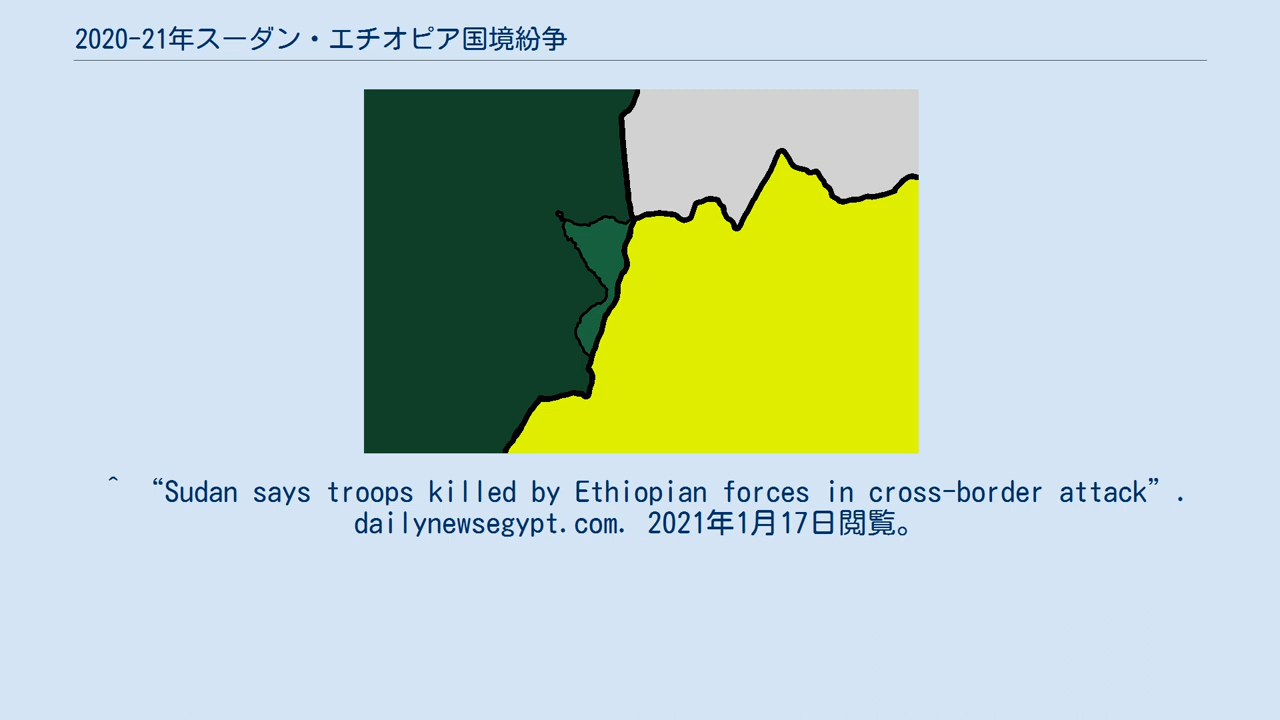 2020-21年スーダン・エチオピア国境紛争
^ “Sudan says troops killed by Ethiopian forces in cross-border attack”.
dailynewsegypt.com. 2021年1月17日閲覧。